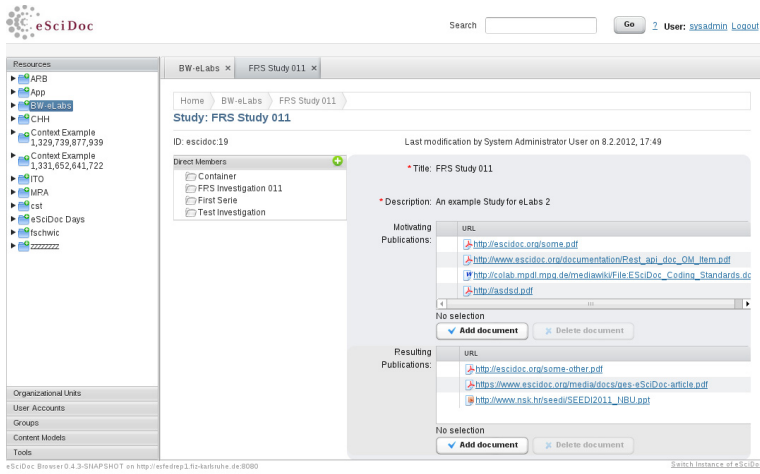 eSciDoc
Search
Go
? User: sysadmin Logout
Resources
BW-eLabs ×
FRS Study 011 ×
ARB
App
BW-eLabs
CHH
Context Example
1,329,739,877,939
Context Example
1,331,652,641,722
ITO
MRA
cst
eSciDoc Days
fschwic
zzzzzzzz
Organizational Units
User Accounts
Groups
Content Models
Tools
Home BW-eLabs FRS Study 011
Study: FRS Study 011
ID: escidoc:19
Last modification by System Administrator User on 8.2.2012, 17:49
Direct Members
Container
FRS Investigation 011
First Serie
Test Investigation
* Title: FRS Study 011
* Description: An example Study for eLabs 2
Motivating
Publications:
URL
http://escidoc.org/some.pdf
http://www.escidoc.org/documentation/Rest_api_doc_OM_Item.pdf
http://colab.mpdl.mpg.de/mediawiki/File:ESciDoc_Coding_Standards.do
http://asdsd.pdf
No selection
Add document
Delete document
Resulting
Publications:
URL
http://escidoc.org/some-other.pdf
https://www.escidoc.org/media/docs/ges-eSciDoc-article.pdf
http://www.nsk.hr/seedi/SEEDI2011_NBU.ppt
No selection
Add document
Delete document
eSciDoc Browser 0.4.3-SNAPSHOT on http://esfedrep1.fiz-karlsruhe.de:8080
Switch Instance of eSciDo